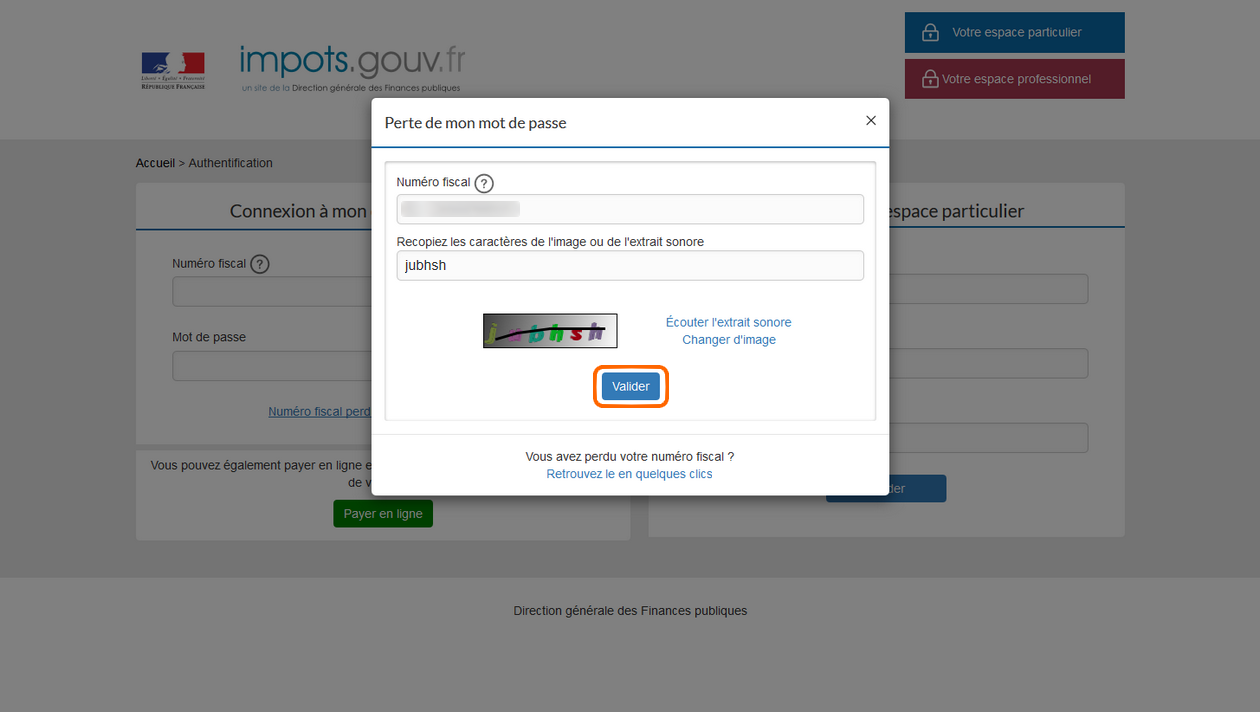 Votre espace particulier
Liberté • Égalité • Fraternité
RÉPUBLIQUE FRANÇAISE
impots.gouv.fr
un site de la Direction générale des Finances publiques
Votre espace professionnel
Perte de mon mot de passe
Accueil > Authentification
Connexion à mon
espace particulier
Numéro fiscal ?
Numéro fiscal ?
Recopiez les caractères de l'image ou de l'extrait sonore
jubhsh
Mot de passe
jubhsh
Écouter l'extrait sonore
Changer d'image
Valider
Numéro fiscal perd
Vous avez perdu votre numéro fiscal ?
Retrouvez le en quelques clics
Vous pouvez également payer en ligne e
de v
der
Payer en ligne
Direction générale des Finances publiques